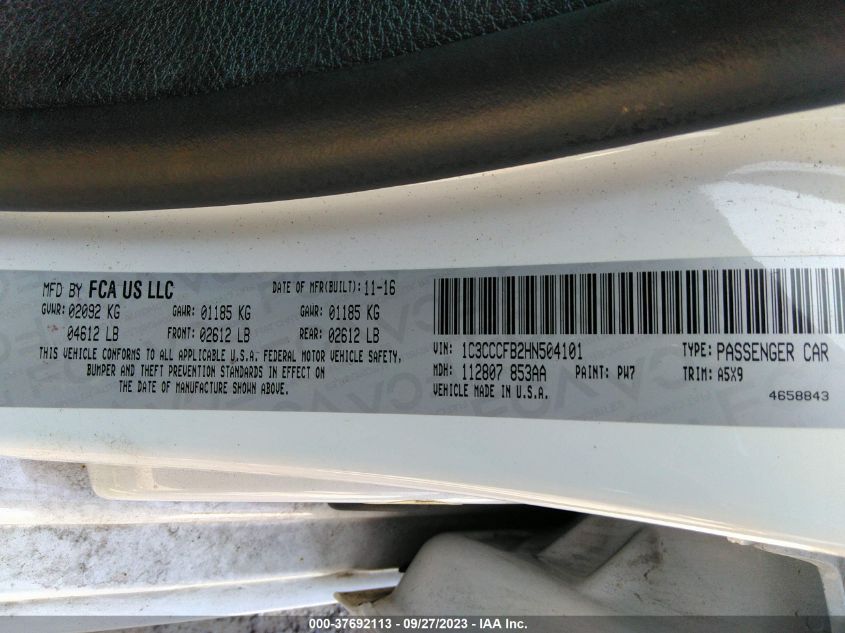 MFD BY FCA US LLC DATE OF MFR(BUILT): 11-16
GVWR: 02092 KG GAWR: 01185 KG GAWR: 01185 KG
04612 LB FRONT: 02612 LB REAR: 02612 LB
THIS VEHICLE CONFORMS TO ALL APPLICABLE U.S.A. FEDERAL MOTOR VEHICLE SAFETY,
BUMPER AND THEFT PREVENTION STANDARDS IN EFFECT ON
THE DATE OF MANUFACTURE SHOWN ABOVE.
VIN: 1C3CCCFB2HN504101 TYPE: PASSENGER CAR
MDH: 112807 853AA PAINT: PW7 TRIM: A5X9
VEHICLE MADE IN U.S.A.
4658843
000-37692113 - 09/27/2023 - IAA Inc.